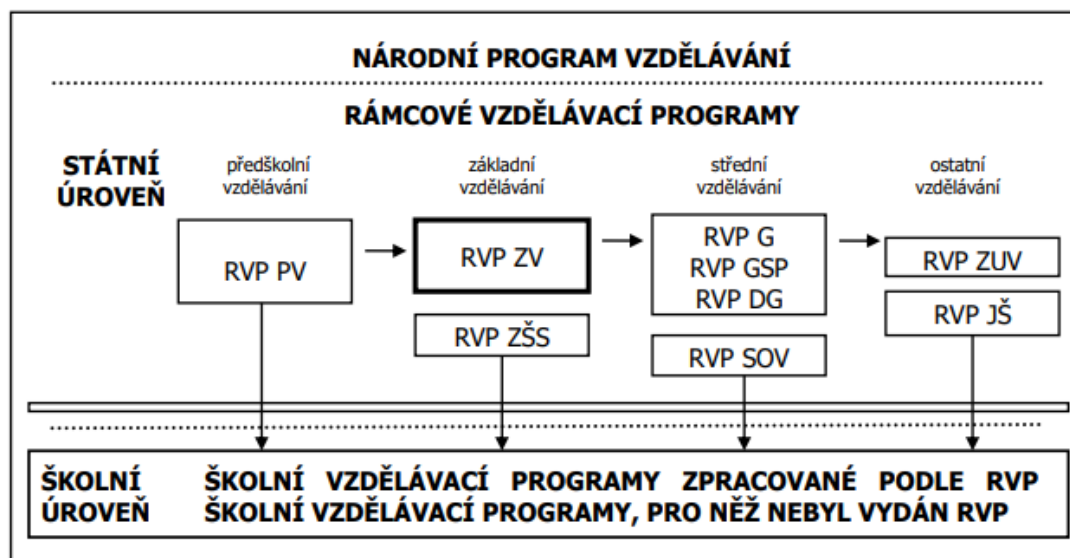 NÁRODNÍ PROGRAM VZDĚLÁVÁNÍ
RÁMCOVÉ VZDĚLÁVACÍ PROGRAMY
STÁTNÍ
ÚROVEŇ
předškolní
vzdělávání
základní
vzdělávání
střední
vzdělávání
ostatní
vzdělávání
RVP PV
RVP ZV
RVP ZŠS
RVP G
RVP GSP
RVP DG
RVP SOV
RVP ZUV
RVP JŠ
ŠKOLNÍ
ÚROVEŇ
ŠKOLNÍ VZDĚLÁVACÍ PROGRAMY ZPRACOVANÉ PODLE RVP
ŠKOLNÍ VZDĚLÁVACÍ PROGRAMY, PRO NĚŽ NEBYL VYDÁN RVP